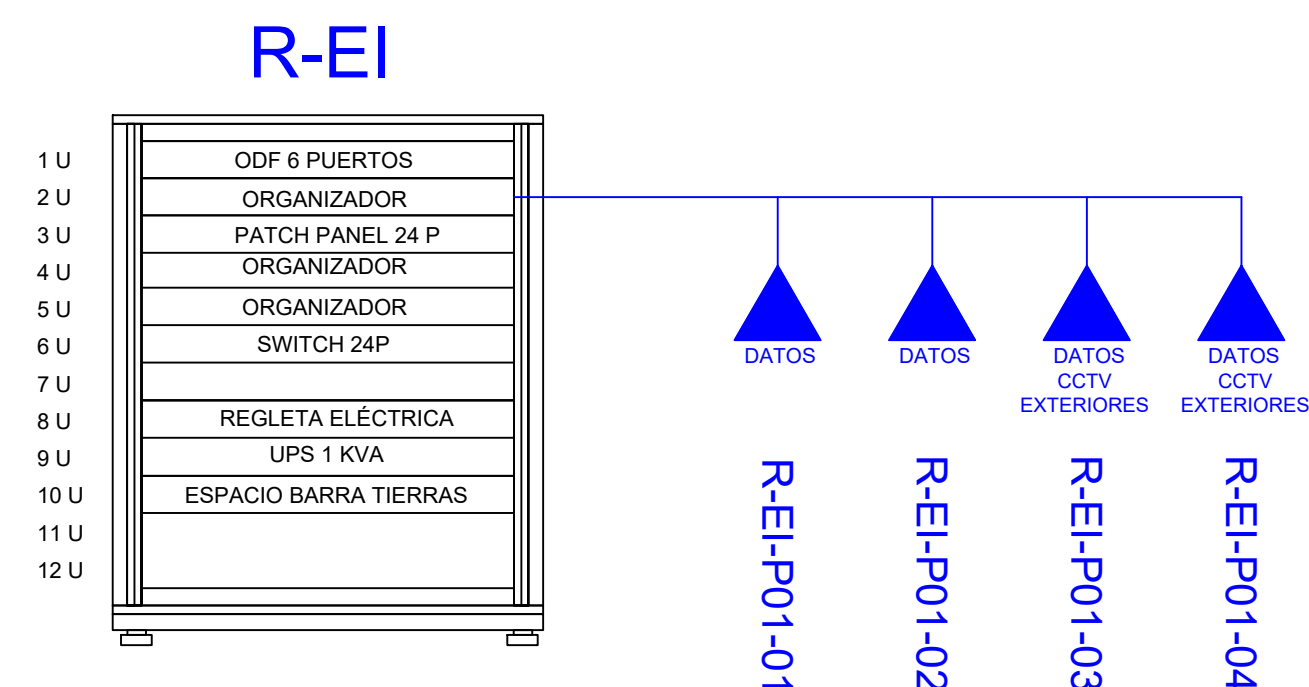 R-EI
1 U ODF 6 PUERTOS
2 U ORGANIZADOR
3 U PATCH PANEL 24 P
4 U ORGANIZADOR
5 U ORGANIZADOR
6 U SWITCH 24P
7 U
8 U REGLETA ELÉCTRICA
9 U UPS 1 KVA
10 U ESPACIO BARRA TIERRAS
11 U
12 U
DATOS
R-EI-P01-01
DATOS
R-EI-P01-02
DATOS
CCTV
EXTERIORES
R-EI-P01-03
DATOS
CCTV
EXTERIORES
R-EI-P01-04